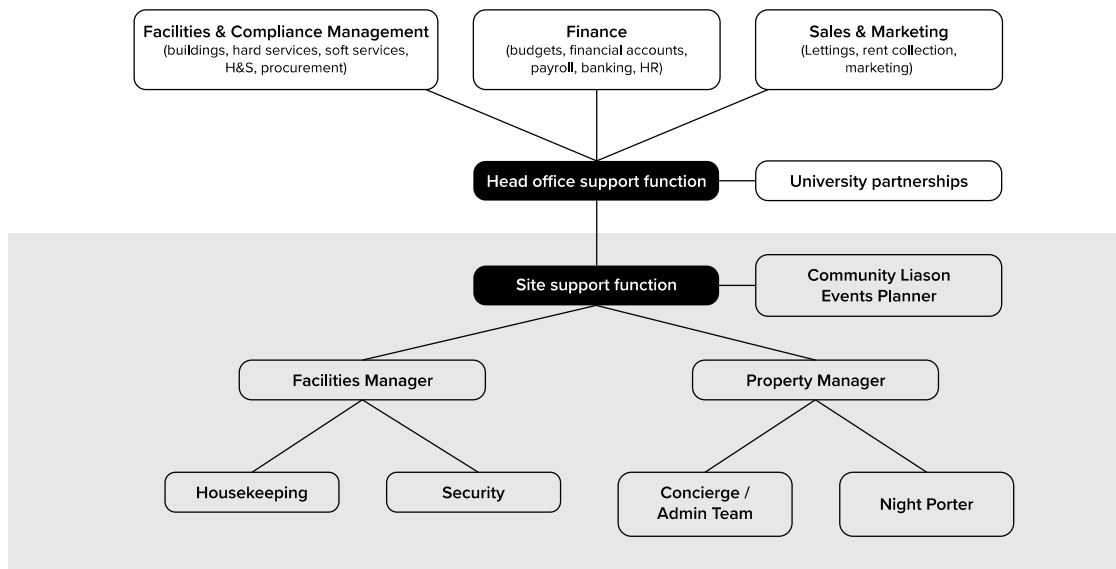 Facilities & Compliance Management
(buildings, hard services, soft services,
H&S, procurement)
Finance
(budgets, financial accounts,
payroll, banking, HR)
Sales & Marketing
(Lettings, rent collection,
marketing)
Head office support function
University partnerships
Site support function
Community Liason
Events Planner
Facilities Manager
Property Manager
Housekeeping
Security
Concierge /
Admin Team
Night Porter